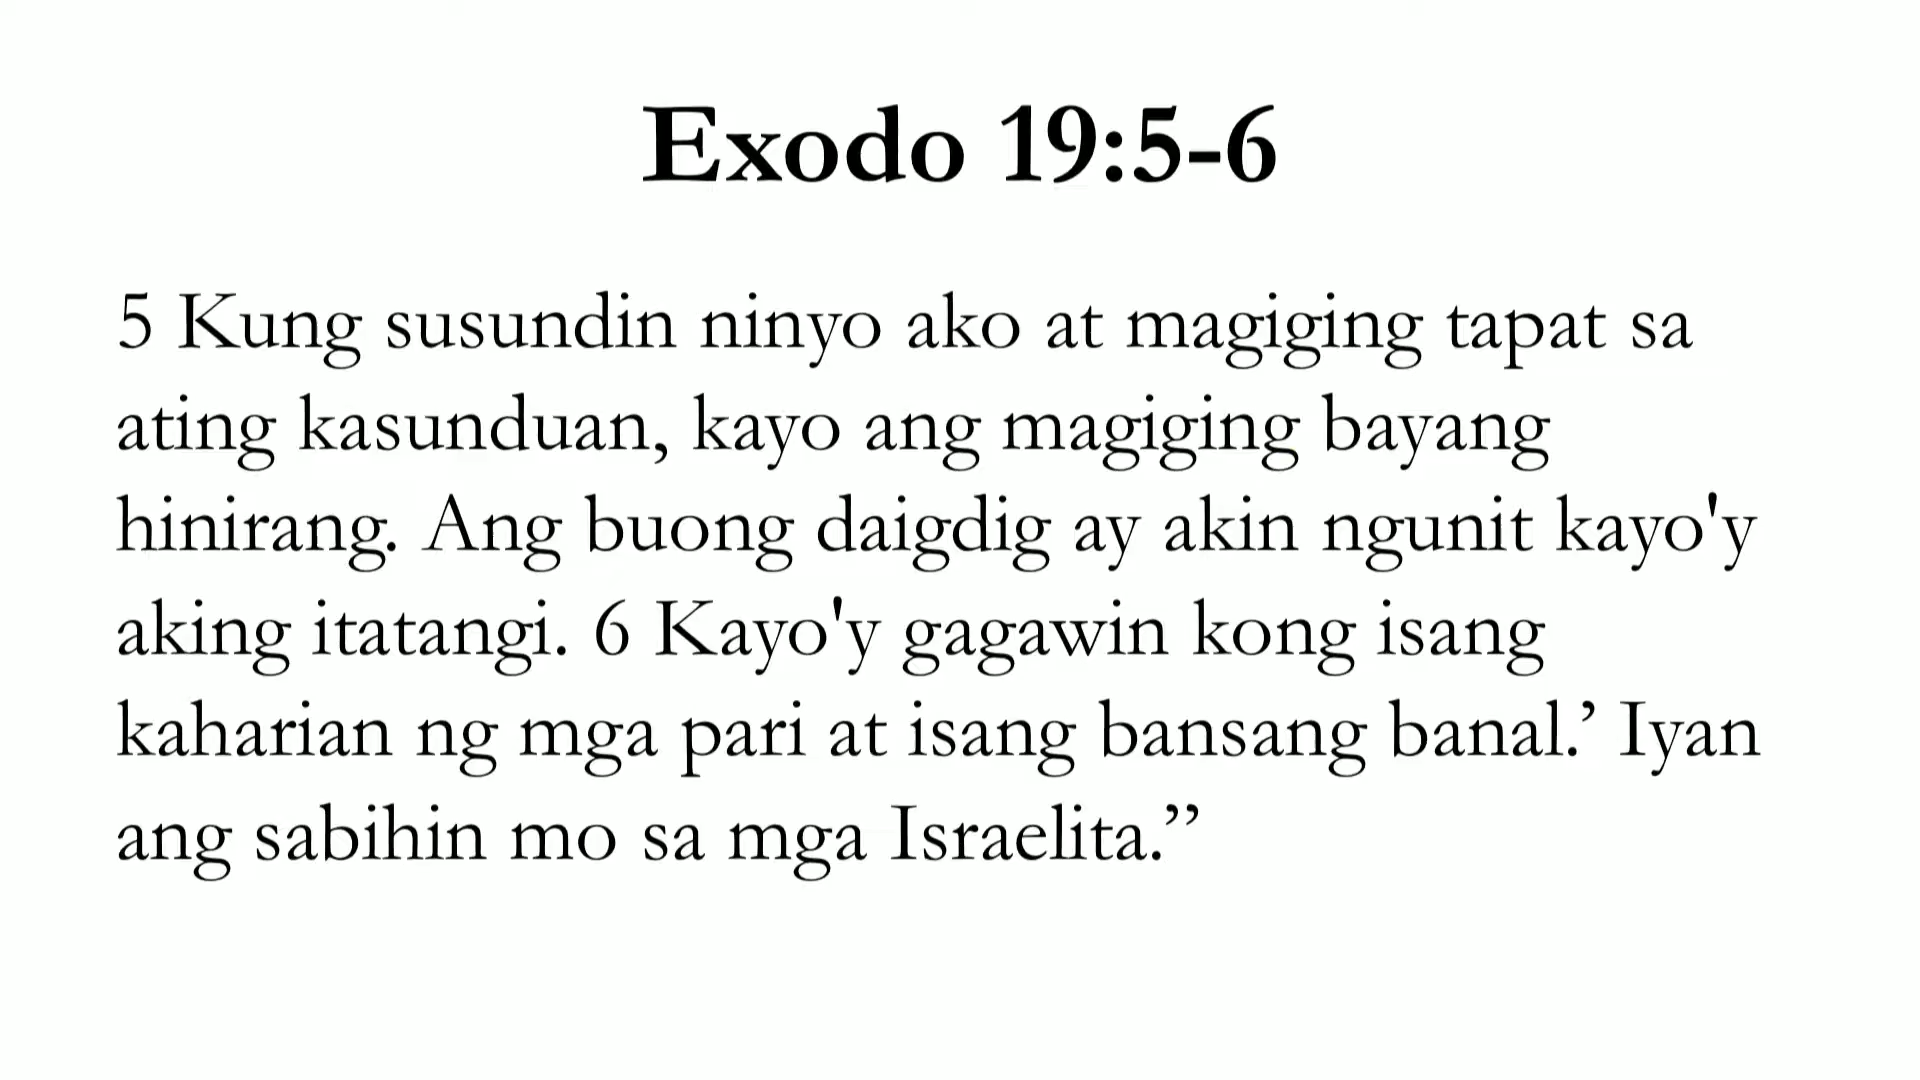 Exodo 19:5-6
5 Kung susundin ninyo ako at magiging tapat sa
ating kasunduan, kayo ang magiging bayang
hinirang. Ang buong daigdig ay akin ngunit kayo'y
aking itatangi. 6 Kayo'y gagawin kong isang
kaharian ng mga pari at isang bansang banal.’ Iyan
ang sabihin mo sa mga Israelita.”